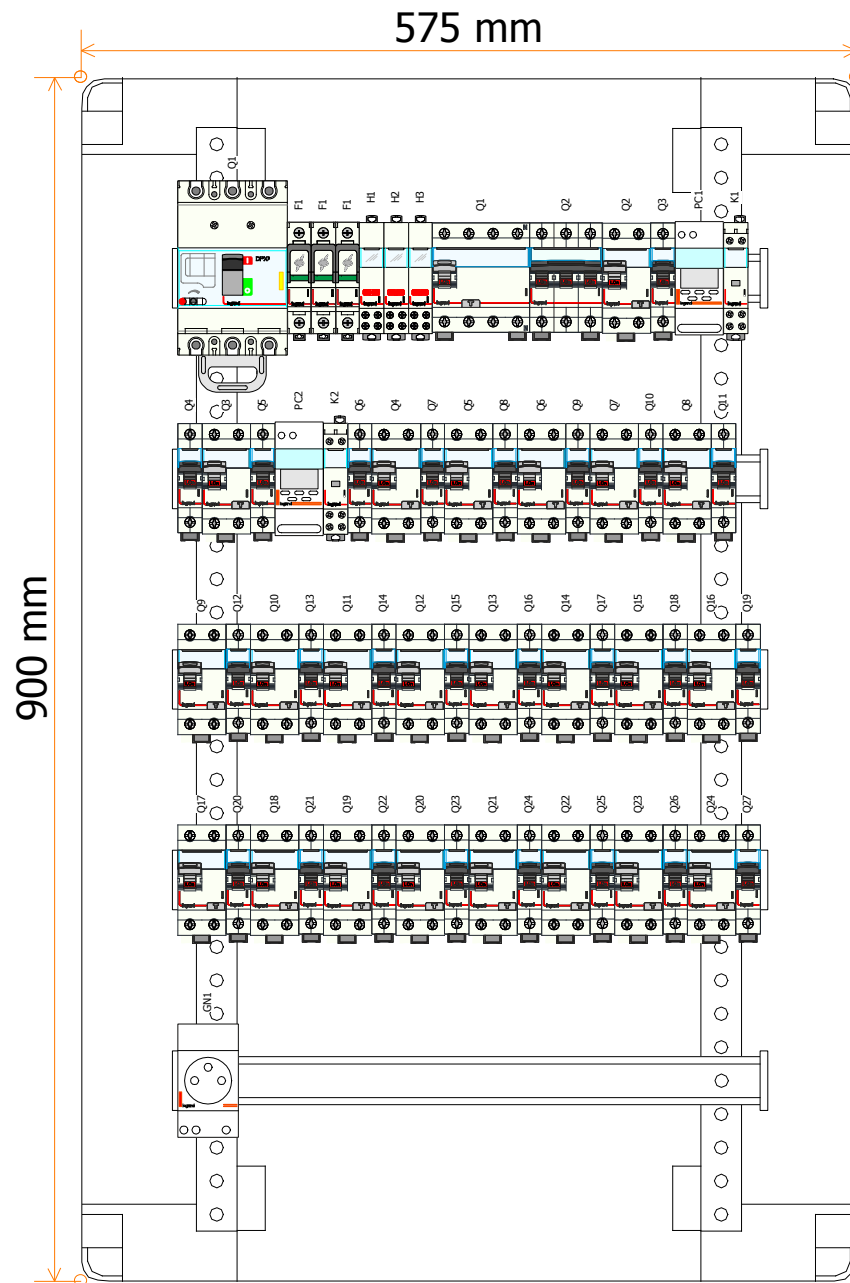 575 mm
900 mm
Q1 F1 F1 F1 H1 H2 H3 Q1 Q2 Q2 Q3 PC1 K1
DPX³
Q4 Q3 Q5 PC2 K2 Q6 Q4 Q7 Q5 Q8 Q6 Q9 Q7 Q10 Q8 Q11
Q9 Q12 Q10 Q13 Q11 Q14 Q12 Q15 Q13 Q16 Q14 Q17 Q15 Q18 Q16 Q19
Q17 Q20 Q18 Q21 Q19 Q22 Q20 Q23 Q21 Q24 Q22 Q25 Q23 Q26 Q24 Q27
GN1
legrand